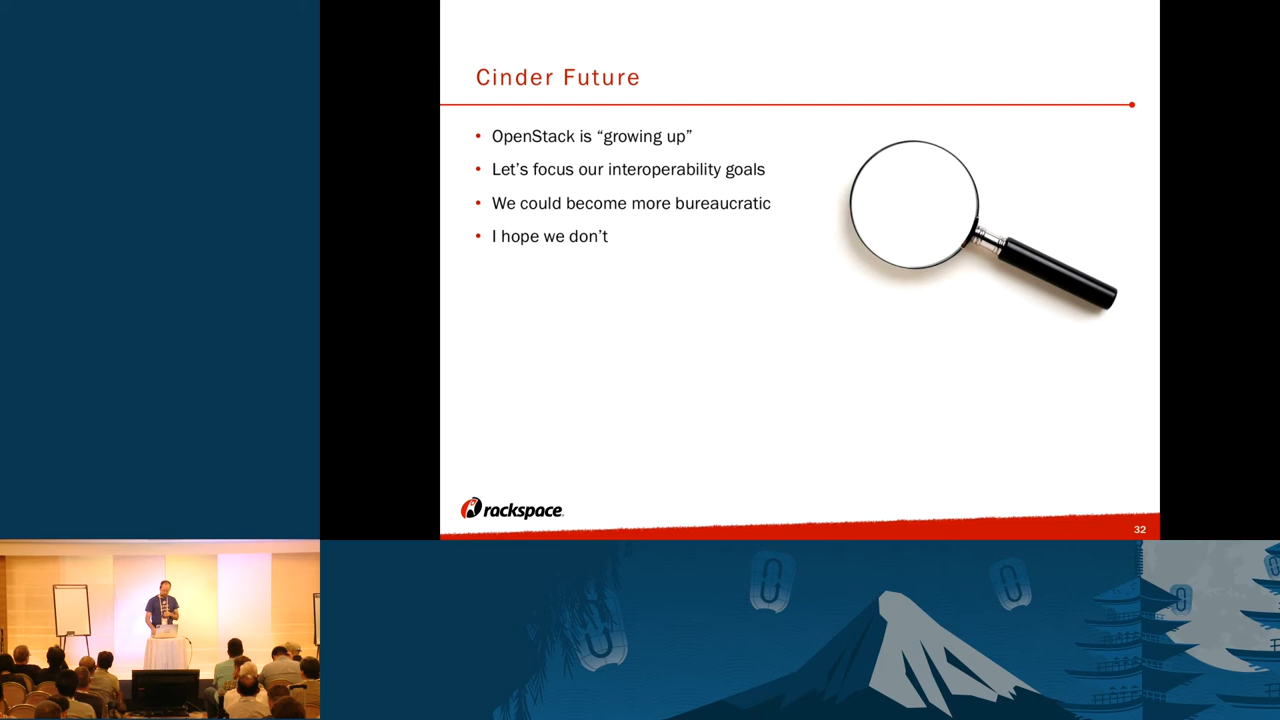 Cinder Future
• OpenStack is “growing up”
• Let’s focus our interoperability goals
• We could become more bureaucratic
• I hope we don’t
rackspace.
32